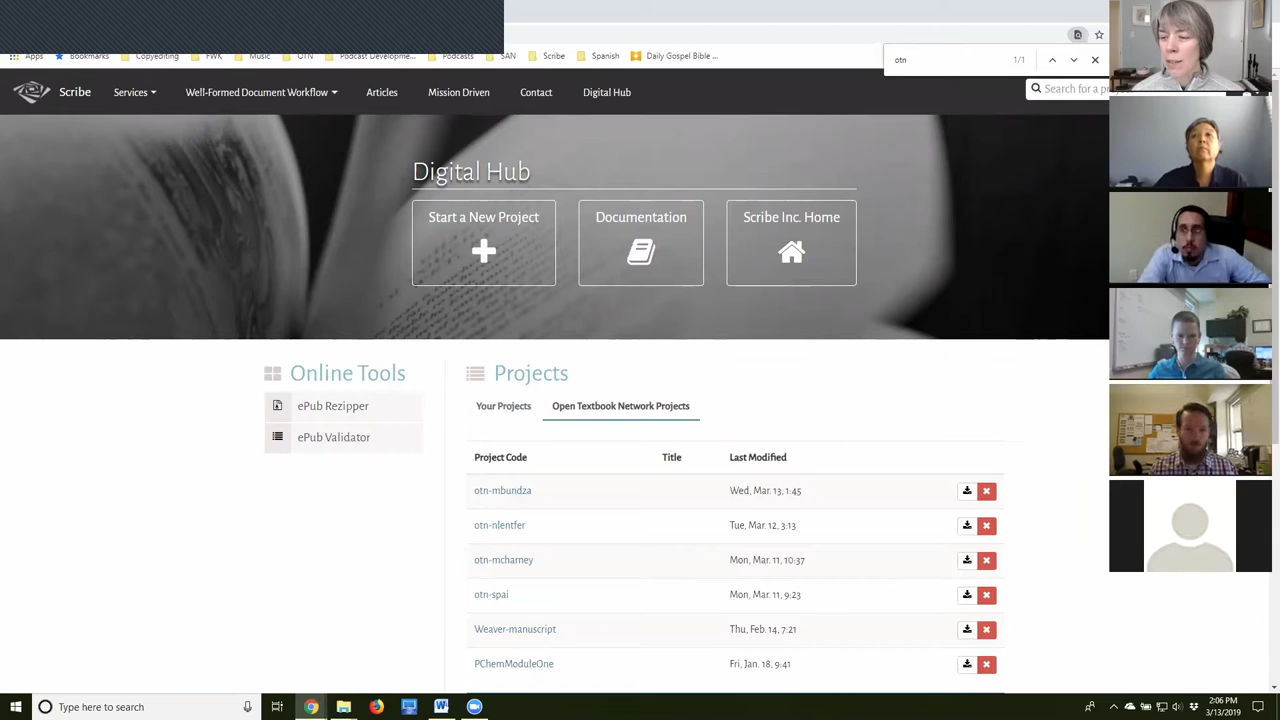 Apps Bookmarks Copyediting FWK Music OTN Podcast Development... Podcasts SAN Scribe Spanish Daily Gospel Bible ...
otn 1/1
Scribe Services Well-Formed Document Workflow Articles Mission Driven Contact Digital Hub Search for a
Digital Hub
Start a New Project Documentation Scribe Inc. Home
Online Tools
ePub Rezipper
ePub Validator
Projects
Your Projects Open Textbook Network Projects
Project Code Title Last Modified
otn-mbundza Wed, Mar. 13, 1:45
otn-nlentfer Tue, Mar. 12, 3:13
otn-mcharney Mon, Mar. 11, 10:37
otn-spai Mon, Mar. 11, 9:23
Weaver-manuscript Thu, Feb. 14, 7:21
PChemModuleOne Fri, Jan. 18, 9:41
Type here to search
2:06 PM
3/13/2019